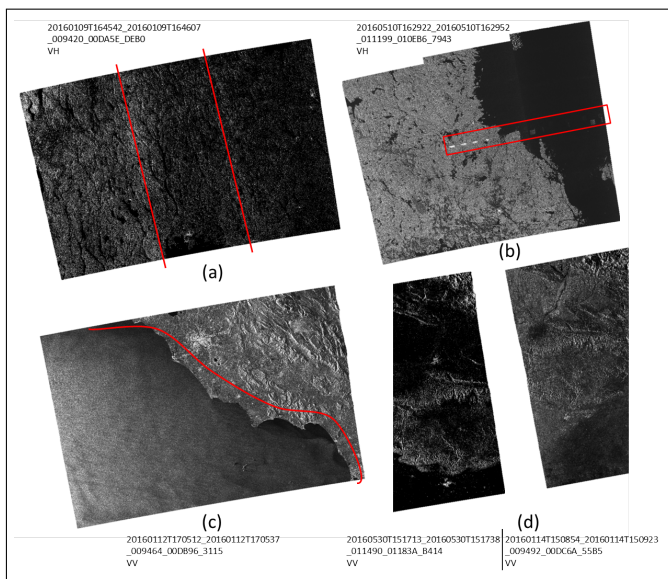 20160109T164542_20160109T164607
_009420_00DA5E_DEB0
VH
20160510T162922_20160510T162952
_011199_010EB6_7943
VH
(a)
(b)
(c)
(d)
20160112T170512_20160112T170537
_009464_00DB96_3115
VV
20160530T151713_20160530T151738
_011490_01183A_B414
VV
20160114T150854_20160114T150923
_009492_00DC6A_55B5
VV